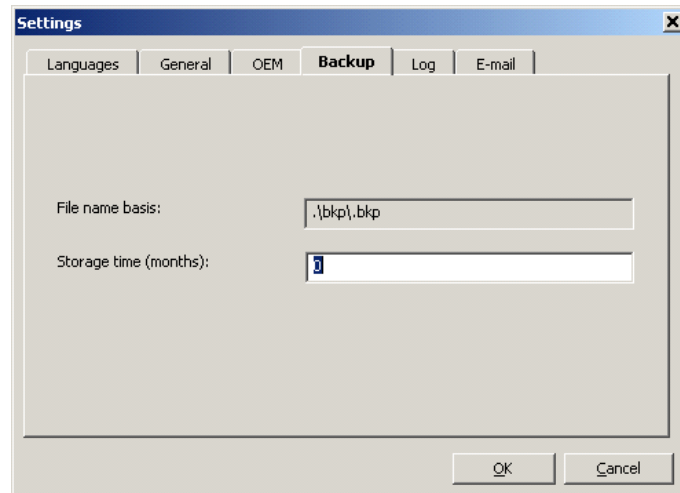 Settings
Languages General OEM Backup Log E-mail
File name basis: .\bkp\.bkp
Storage time (months): 0
OK Cancel